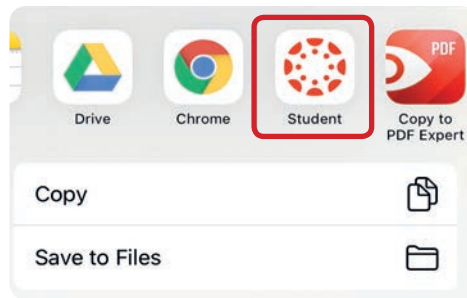 PDF
Drive
Chrome
Student
Copy to
PDF Expert
Copy
Save to Files